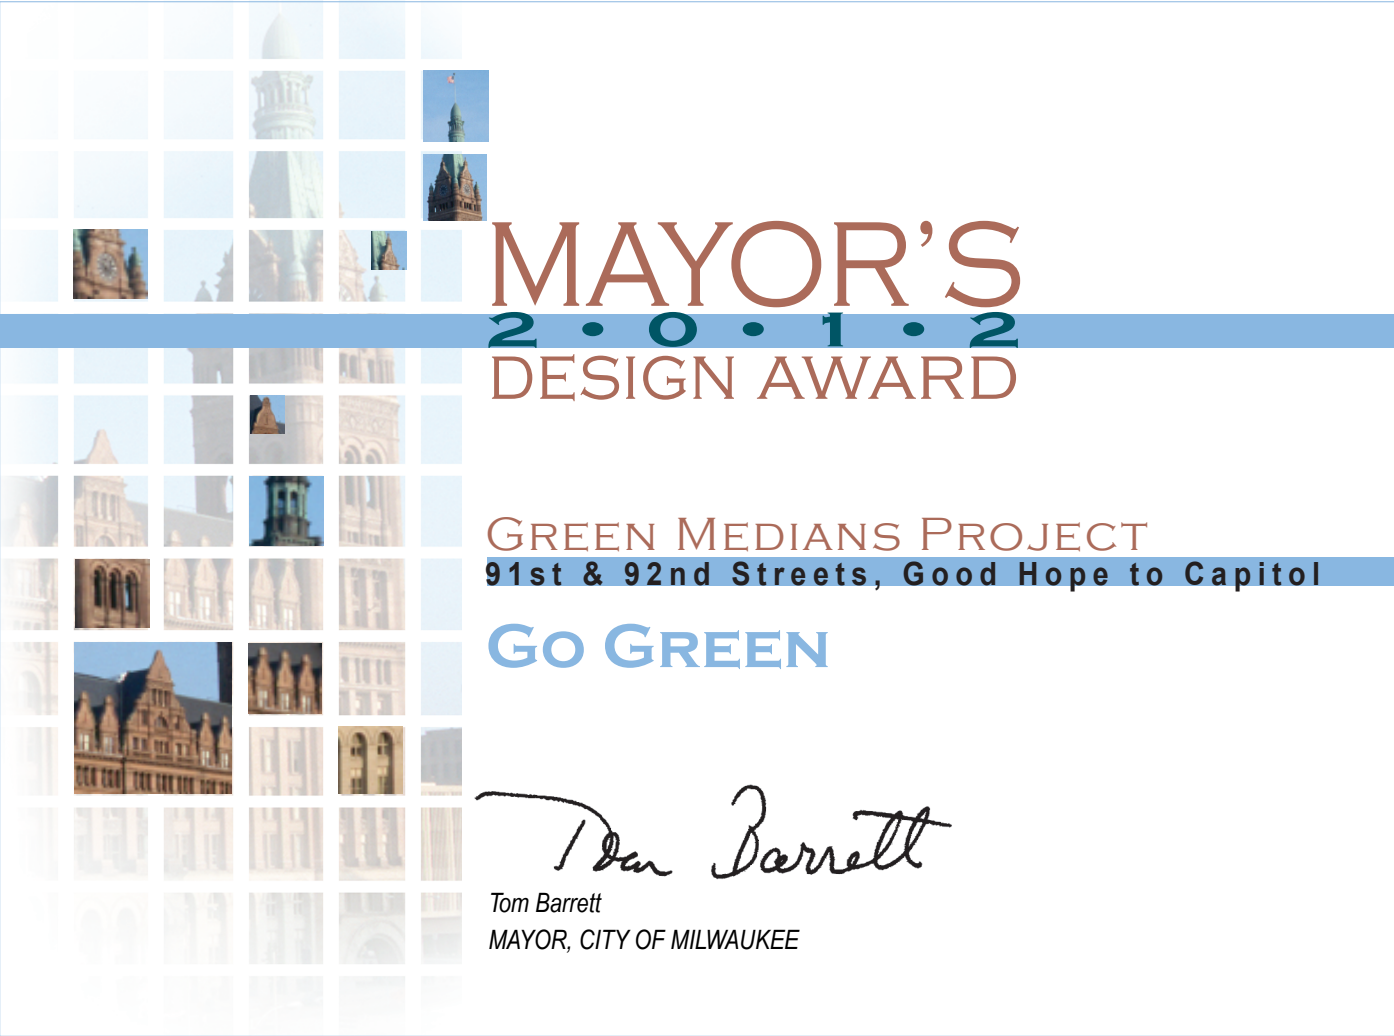 MAYOR'S
2•0•1•2
DESIGN AWARD
GREEN MEDIANS PROJECT
91st & 92nd Streets, Good Hope to Capitol
GO GREEN
Tom Barrett
Tom Barrett
MAYOR, CITY OF MILWAUKEE